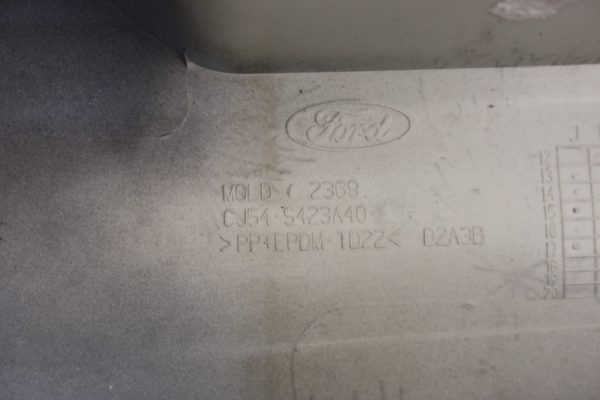 Ford
MOLD # 2369
CJ54-S423A40
>PP+EPDM-TD22< D2A3B
J